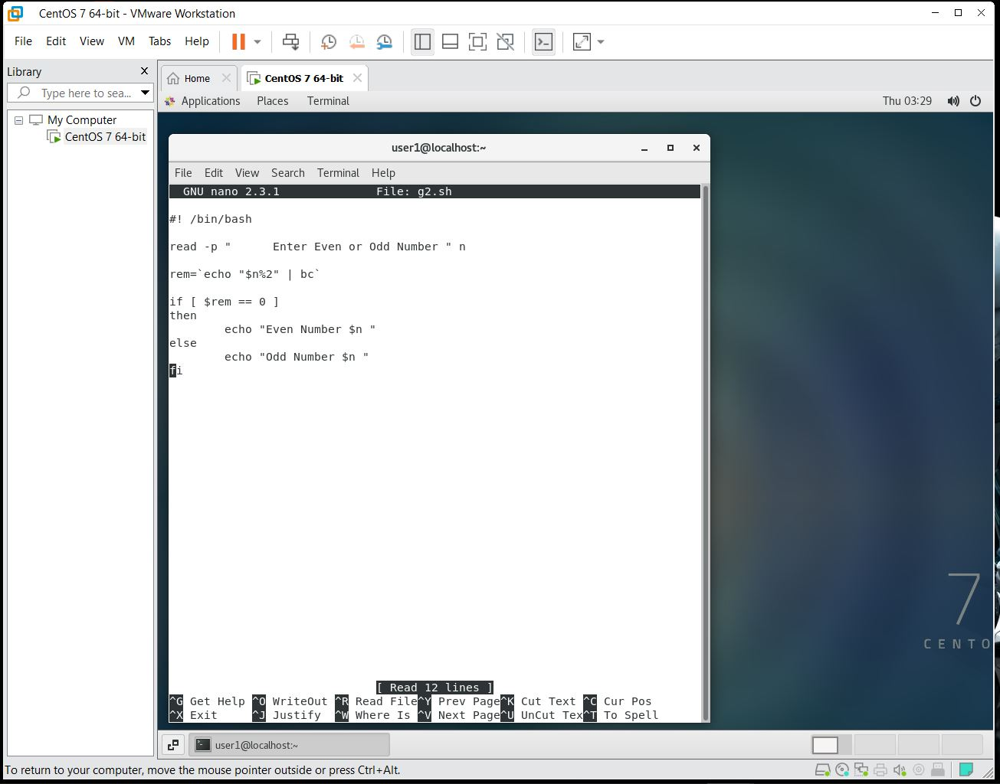 CentOS 7 64-bit - VMware Workstation
File Edit View VM Tabs Help
Library
Type here to sea...
My Computer
CentOS 7 64-bit
Home
CentOS 7 64-bit
Applications Places Terminal
Thu 03:29
user1@localhost:~
File Edit View Search Terminal Help
GNU nano 2.3.1 File: g2.sh
#! /bin/bash
read -p "      Enter Even or Odd Number " n
rem=`echo "$n%2" | bc`
if [ $rem == 0 ]
then
        echo "Even Number $n "
else
        echo "Odd Number $n "
fi
[ Read 12 lines ]
^G Get Help ^O WriteOut ^R Read File^Y Prev Page^K Cut Text ^C Cur Pos
^X Exit ^J Justify ^W Where Is ^V Next Page^U UnCut Tex^T To Spell
7
CENTO
user1@localhost:~
To return to your computer, move the mouse pointer outside or press Ctrl+Alt.